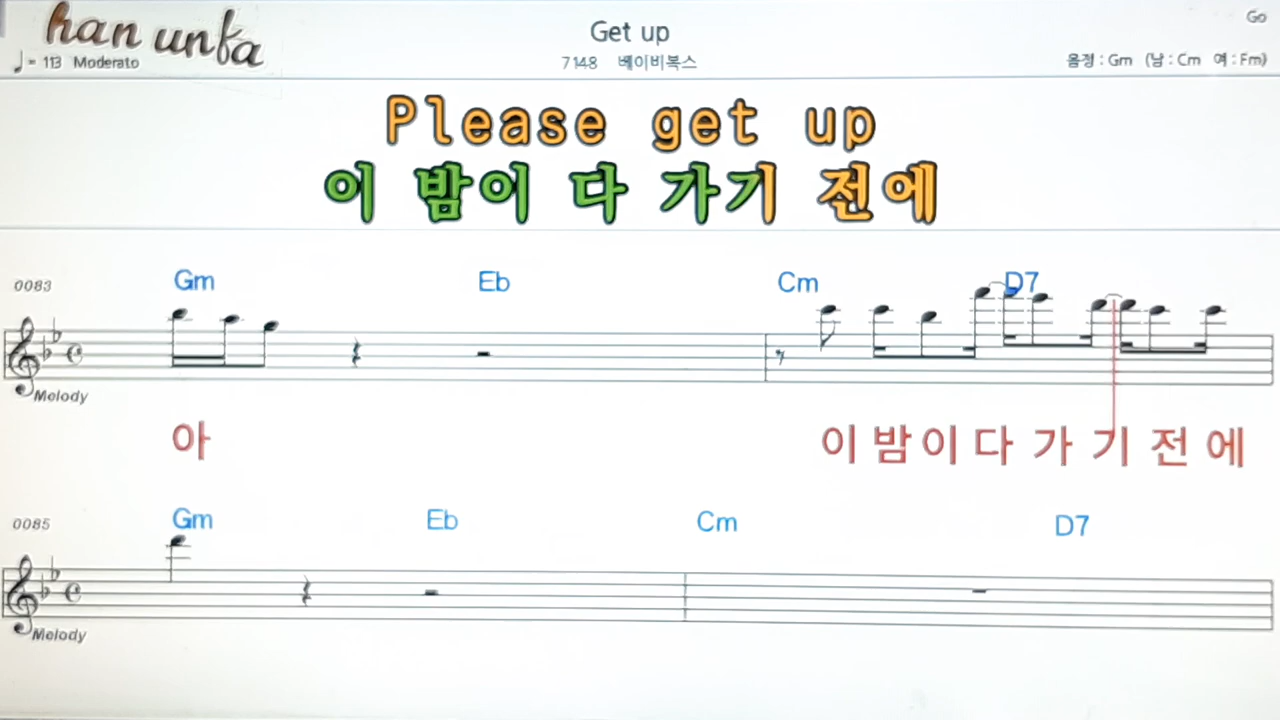 han unfa
Get up
Go
♩= 113 Moderato
7148 베이비복스
음정 : Gm (남 : Cm 여 : Fm)
Please get up
이 밤이 다 가기 전에
0083 Gm Eb Cm D7
Melody
아 이 밤 이 다 가 기 전 에
0085 Gm Eb Cm D7
Melody